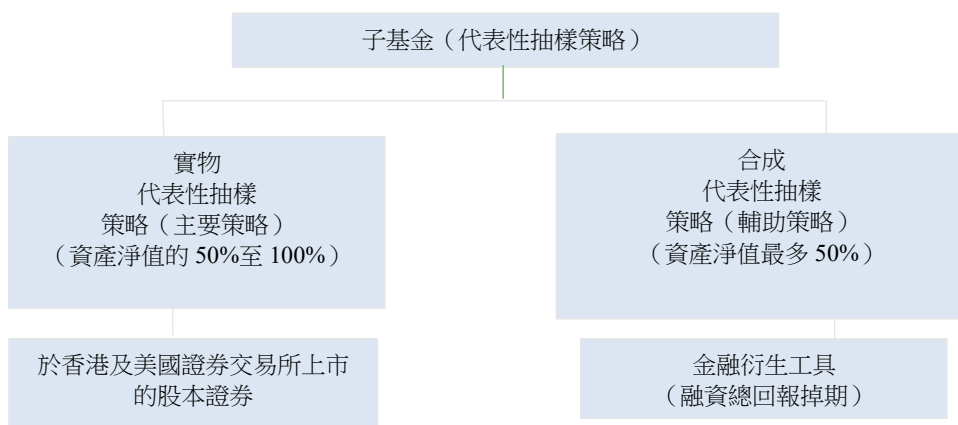 子基金（代表性抽樣策略）
實物
代表性抽樣
策略（主要策略）
（資產淨值的 50%至 100%）
合成
代表性抽樣
策略（輔助策略）
（資產淨值最多 50%）
於香港及美國證券交易所上市
的股本證券
金融衍生工具
（融資總回報掉期）